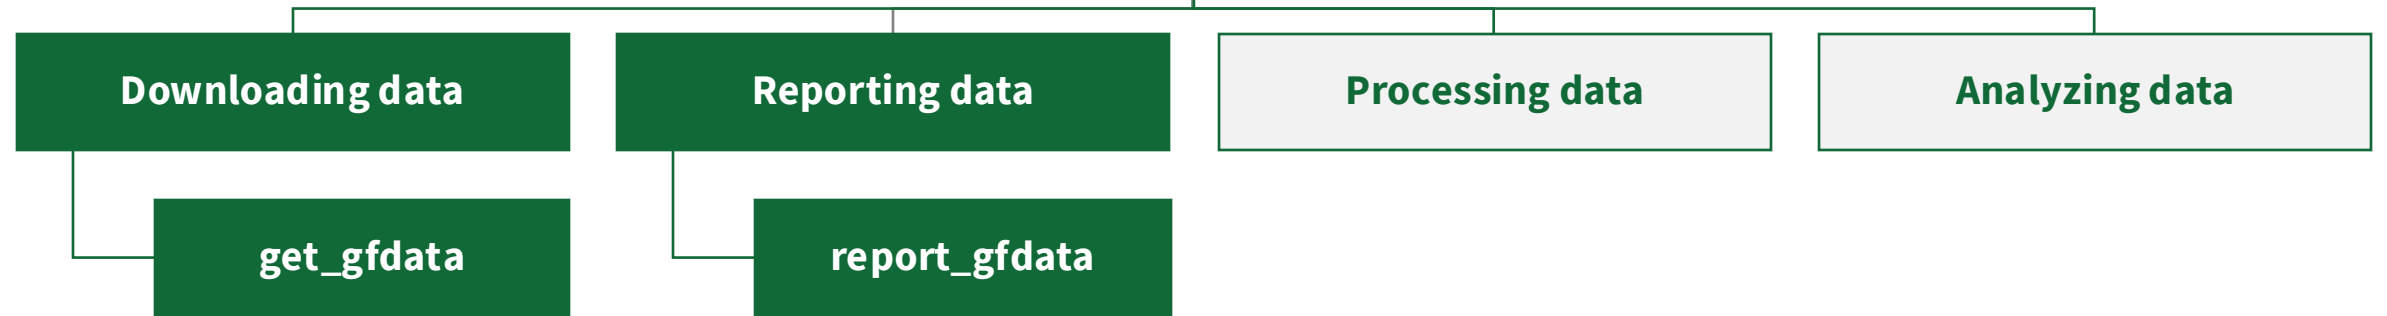 Downloading data
Reporting data
Processing data
Analyzing data
get_gfdata
report_gfdata